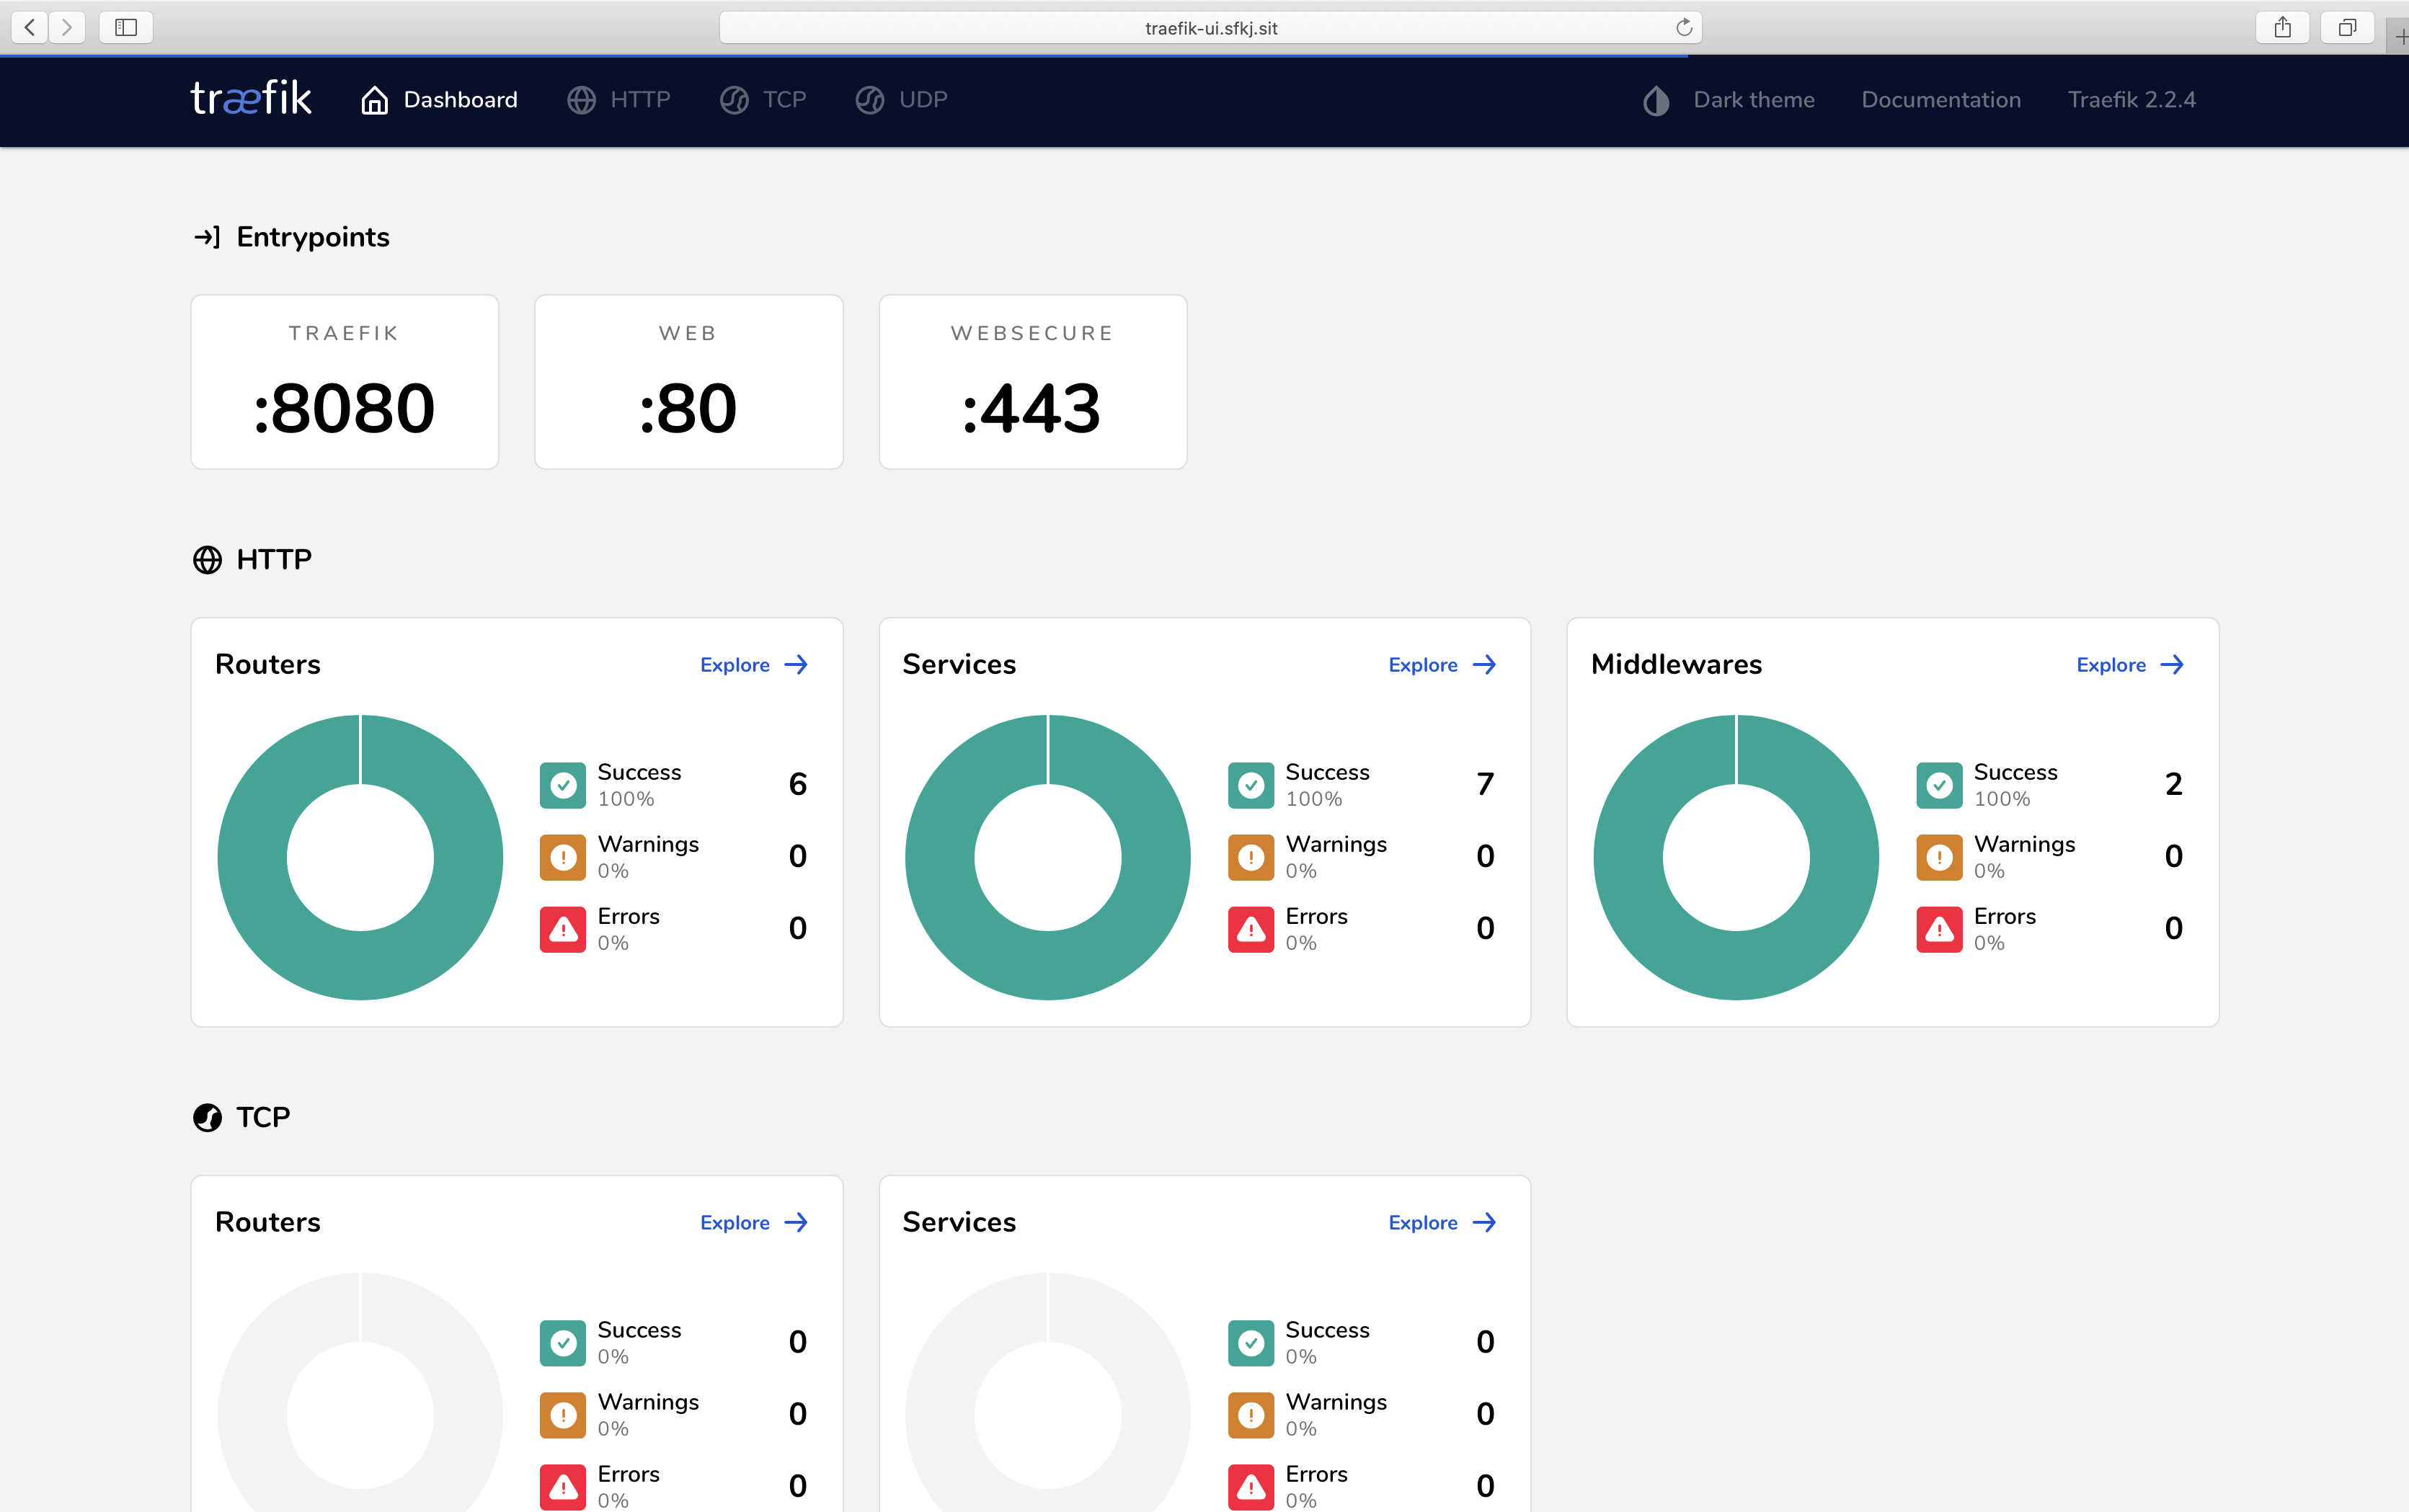 traefik-ui.sfkj.sit
træfik
Dashboard
HTTP
TCP
UDP
Dark theme
Documentation
Traefik 2.2.4
Entrypoints
TRAEFIK
:8080
WEB
:80
WEBSECURE
:443
HTTP
Routers
Explore
Success
100%
6
Warnings
0%
0
Errors
0%
0
Services
Explore
Success
100%
7
Warnings
0%
0
Errors
0%
0
Middlewares
Explore
Success
100%
2
Warnings
0%
0
Errors
0%
0
TCP
Routers
Explore
Success
0%
0
Warnings
0%
0
Errors
0%
0
Services
Explore
Success
0%
0
Warnings
0%
0
Errors
0%
0